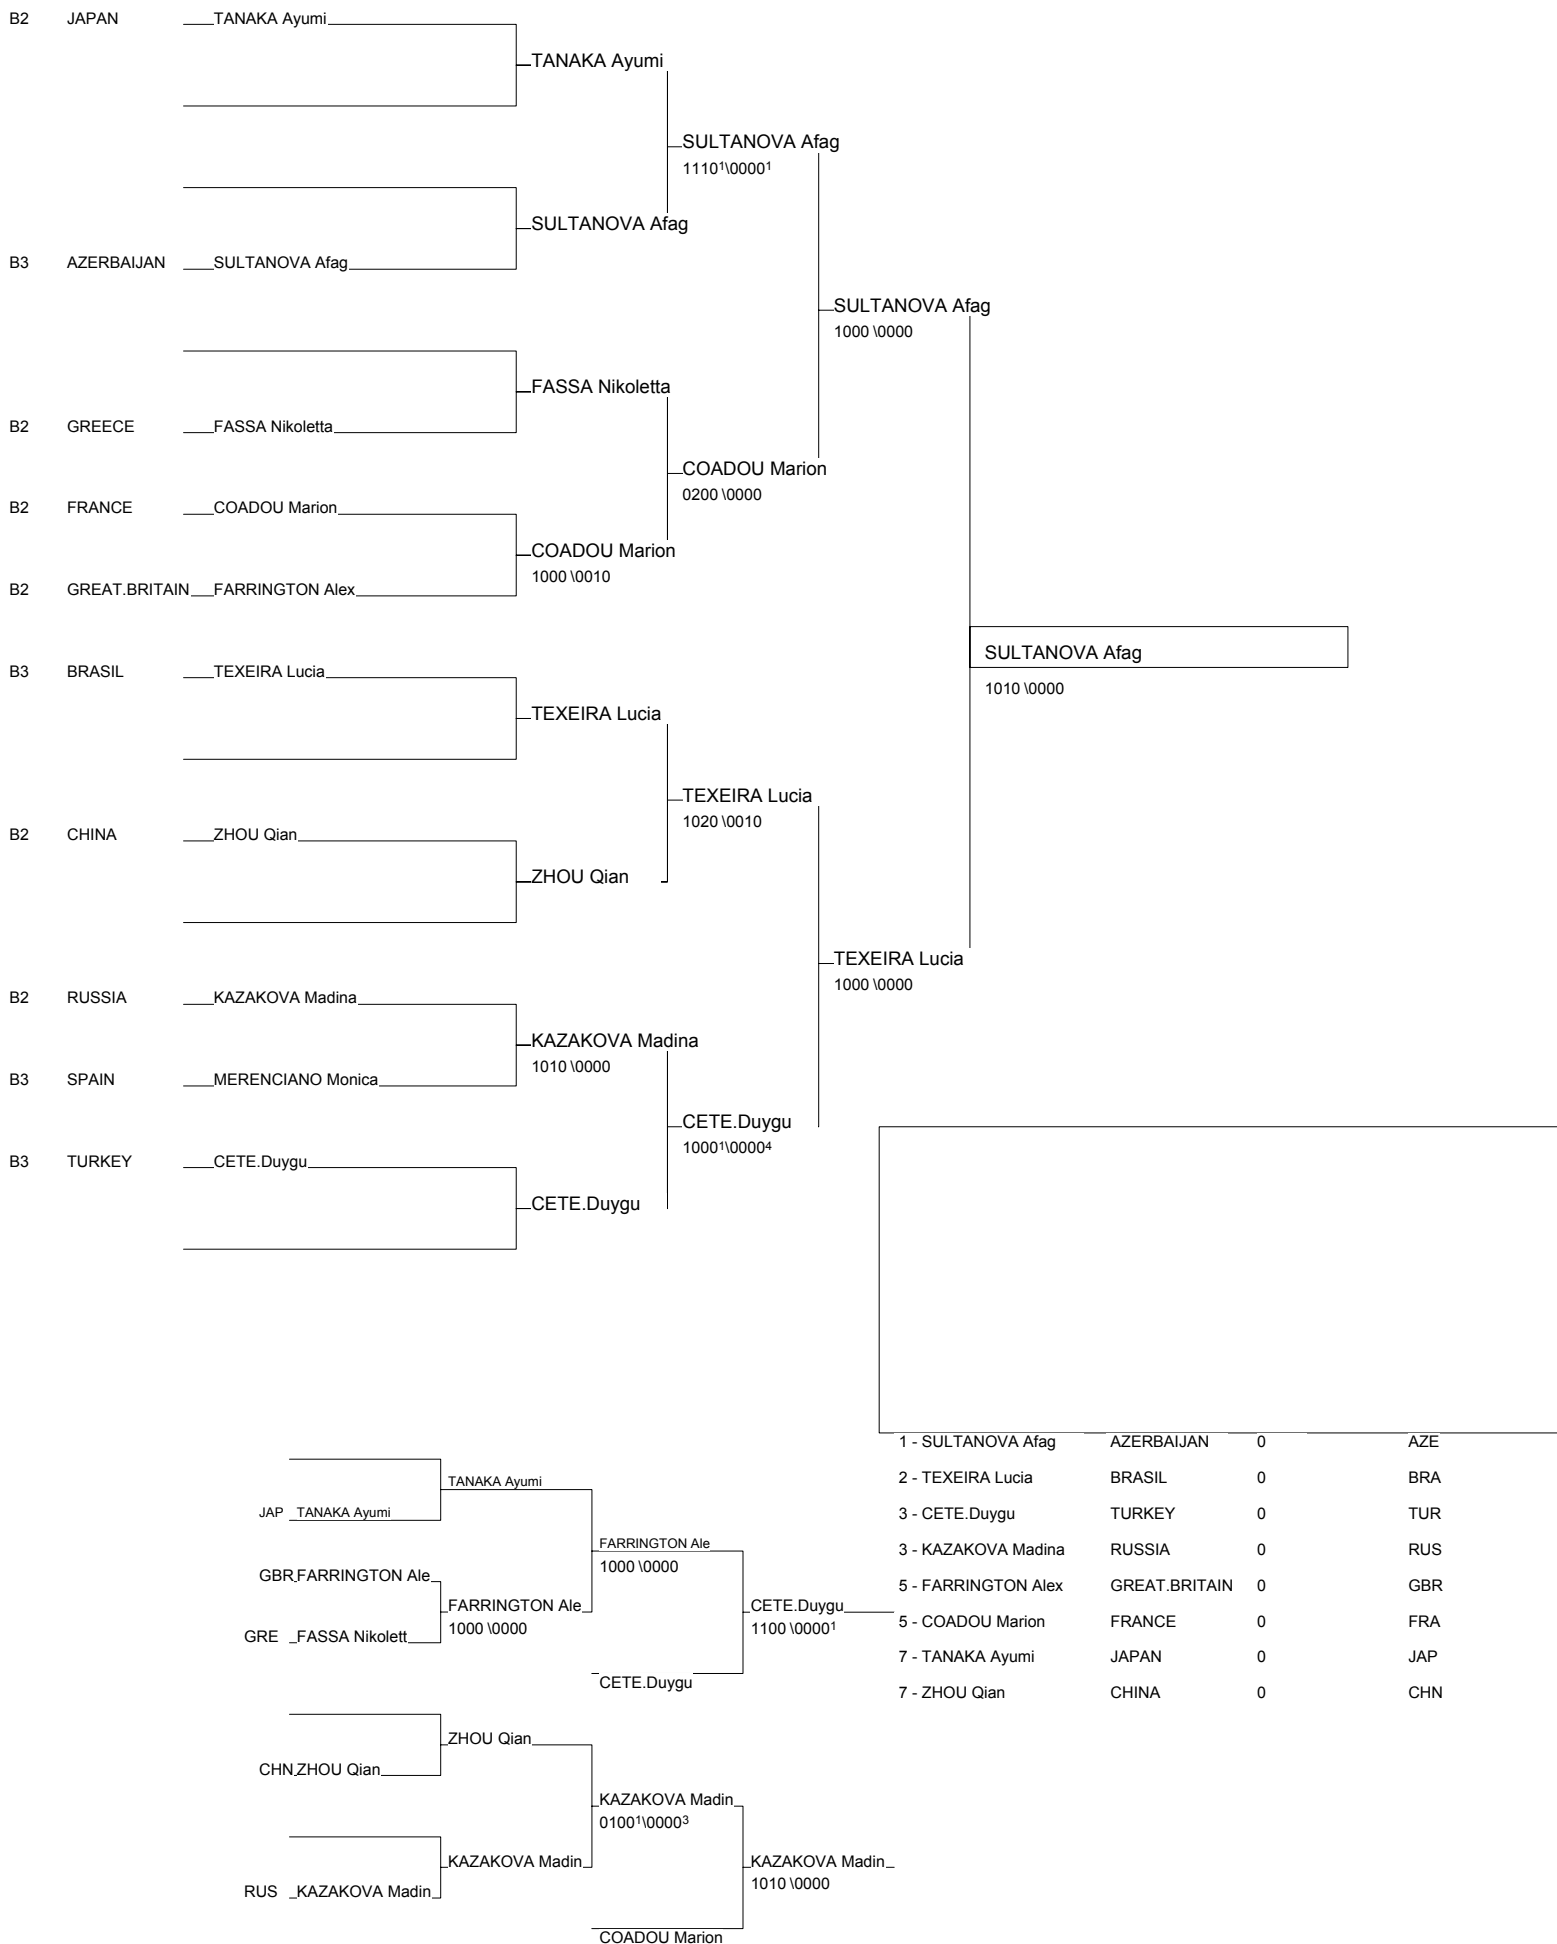 B2 JAPAN TANAKA Ayumi
TANAKA Ayumi
SULTANOVA Afag
1110¹\0000¹
SULTANOVA Afag
B3 AZERBAIJAN SULTANOVA Afag
SULTANOVA Afag
1000 \0000
FASSA Nikoletta
B2 GREECE FASSA Nikoletta
COADOU Marion
0200 \0000
B2 FRANCE COADOU Marion
COADOU Marion
1000 \0010
B2 GREAT.BRITAIN FARRINGTON Alex
SULTANOVA Afag
1010 \0000
B3 BRASIL TEXEIRA Lucia
TEXEIRA Lucia
TEXEIRA Lucia
1020 \0010
B2 CHINA ZHOU Qian
ZHOU Qian
TEXEIRA Lucia
1000 \0000
B2 RUSSIA KAZAKOVA Madina
KAZAKOVA Madina
1010 \0000
B3 SPAIN MERENCIANO Monica
CETE.Duygu
1000¹\0000⁴
B3 TURKEY CETE.Duygu
CETE.Duygu
1 - SULTANOVA Afag AZERBAIJAN 0 AZE
2 - TEXEIRA Lucia BRASIL 0 BRA
3 - CETE.Duygu TURKEY 0 TUR
3 - KAZAKOVA Madina RUSSIA 0 RUS
5 - FARRINGTON Alex GREAT.BRITAIN 0 GBR
5 - COADOU Marion FRANCE 0 FRA
7 - TANAKA Ayumi JAPAN 0 JAP
7 - ZHOU Qian CHINA 0 CHN
TANAKA Ayumi
JAP TANAKA Ayumi
FARRINGTON Ale
1000 \0000
GBR FARRINGTON Ale
FARRINGTON Ale
1000 \0000
CETE.Duygu
1100 \0000¹
GRE FASSA Nikolett
CETE.Duygu
ZHOU Qian
CHN ZHOU Qian
KAZAKOVA Madin
0100¹\0000³
KAZAKOVA Madin
KAZAKOVA Madin
1010 \0000
RUS KAZAKOVA Madin
COADOU Marion